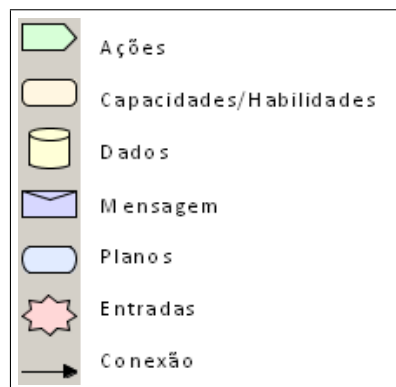 Ações
Capacidades/Habilidades
Dados
Mensagem
Planos
Entradas
Conexão